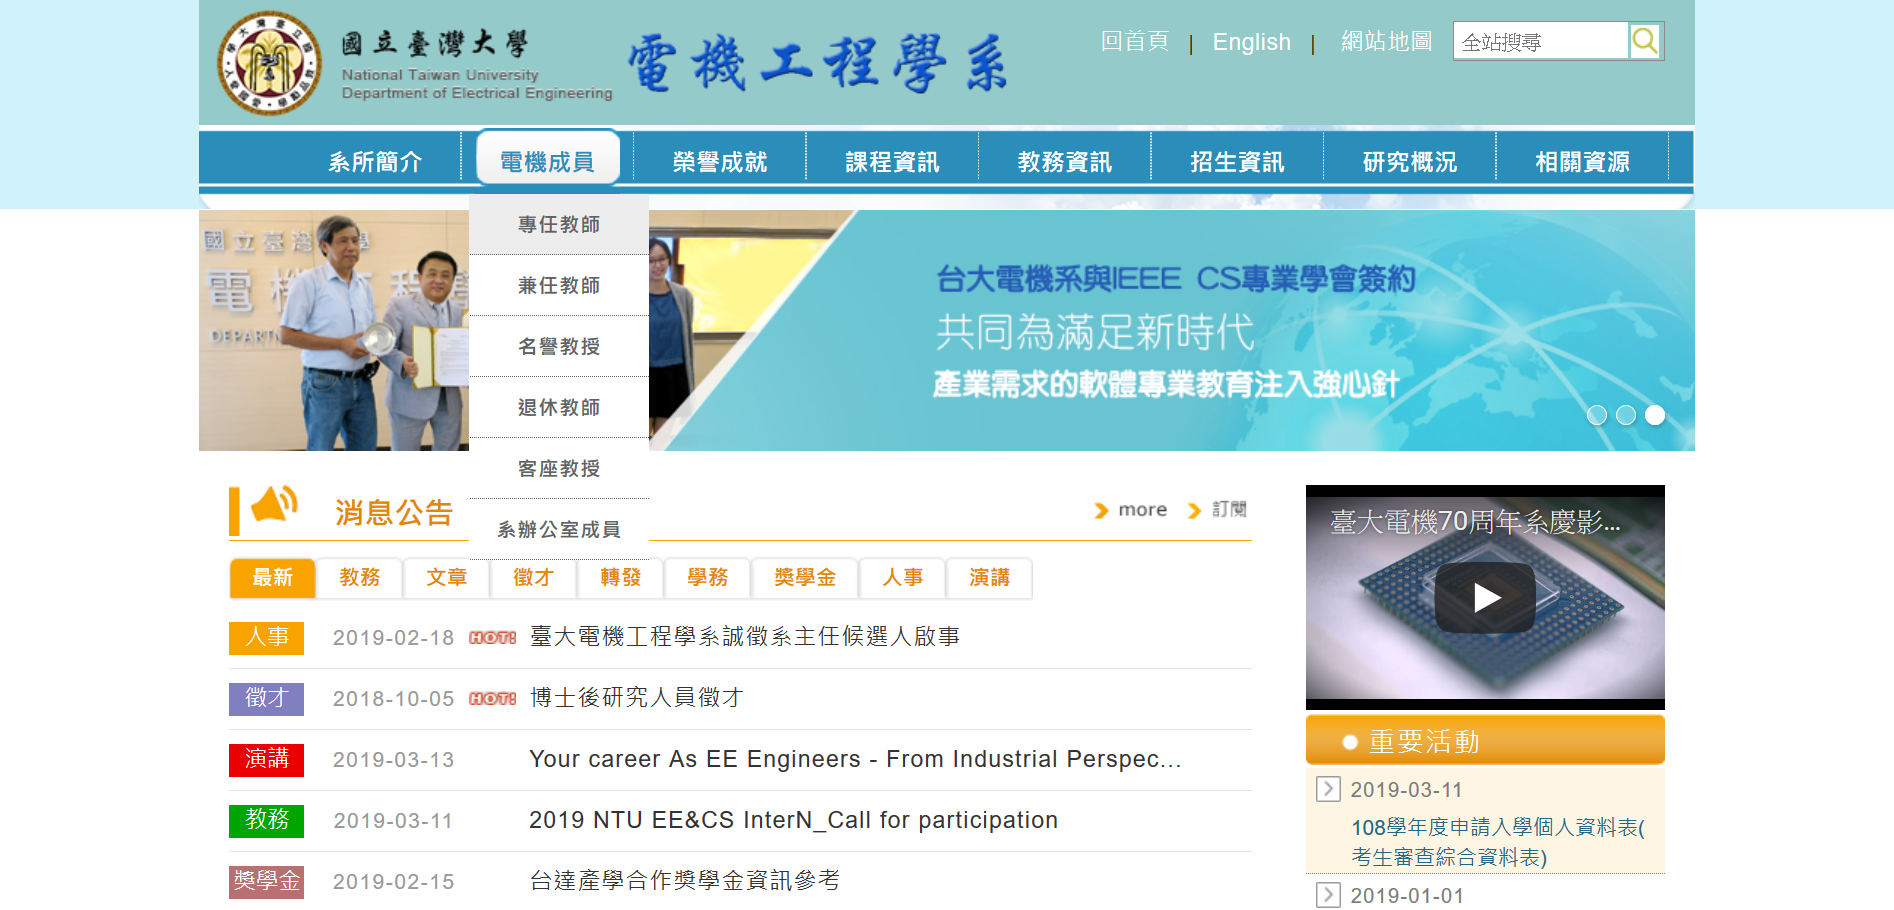 國立臺灣大學
National Taiwan University
Department of Electrical Engineering
電機工程學系
回首頁 | English | 網站地圖
全站搜尋
系所簡介 電機成員 榮譽成就 課程資訊 教務資訊 招生資訊 研究概況 相關資源
專任教師
兼任教師
名譽教授
退休教師
客座教授
系辦公室成員
國立臺灣 學
電機 程
DEPARTM
台大電機系與IEEE CS專業學會簽約
共同為滿足新時代
產業需求的軟體專業教育注入強心針
消息公告
more 訂閱
最新 教務 文章 徵才 轉發 學務 獎學金 人事 演講
人事 2019-02-18 HOT! 臺大電機工程學系誠徵系主任候選人啟事
徵才 2018-10-05 HOT! 博士後研究人員徵才
演講 2019-03-13 Your career As EE Engineers - From Industrial Perspec...
教務 2019-03-11 2019 NTU EE&CS InterN_Call for participation
獎學金 2019-02-15 台達產學合作獎學金資訊參考
臺大電機70周年系慶影...
重要活動
2019-03-11
108學年度申請入學個人資料表(
考生審查綜合資料表)
2019-01-01